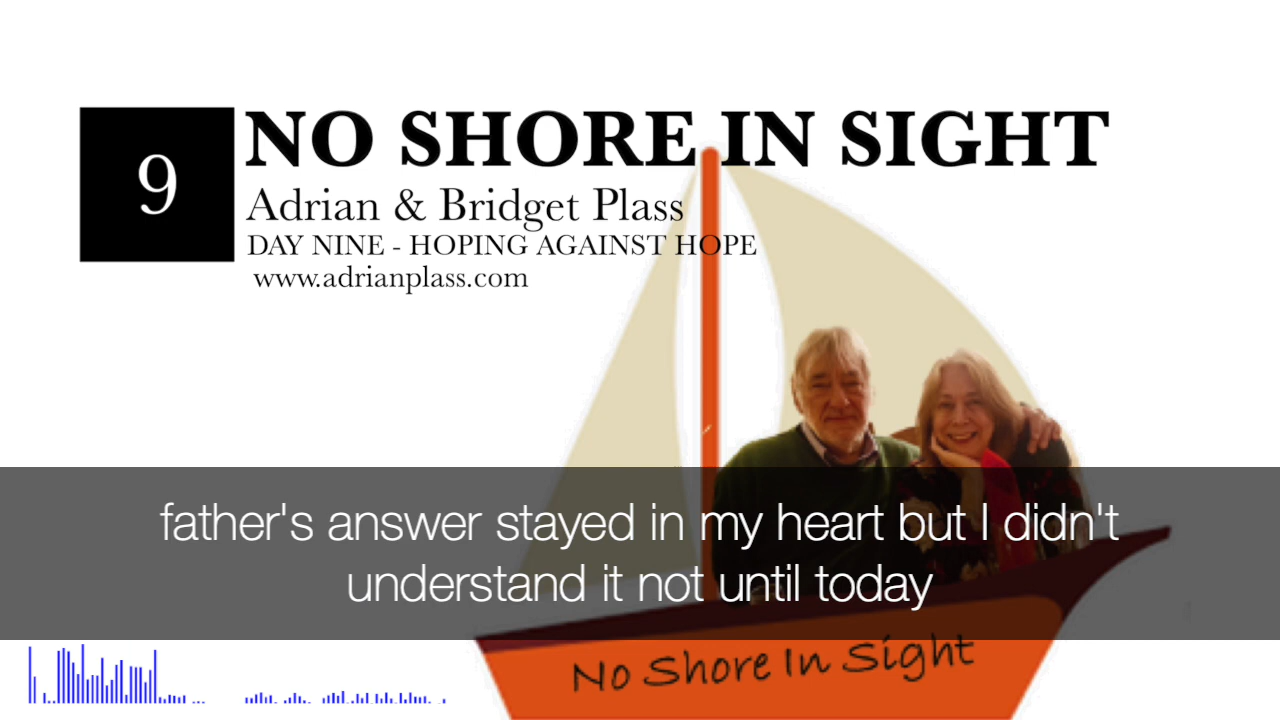 9
NO SHORE IN SIGHT
Adrian & Bridget Plass
DAY NINE - HOPING AGAINST HOPE
www.adrianplass.com
father's answer stayed in my heart but I didn't
understand it not until today
No Shore In Sight